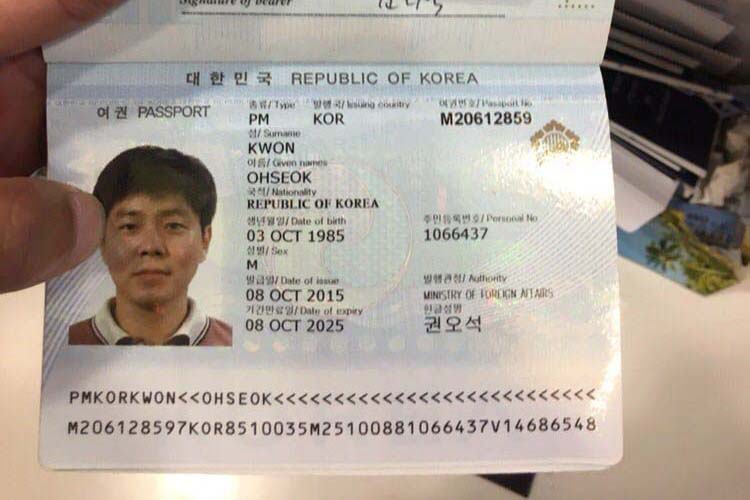 Signature of bearer
대한민국 REPUBLIC OF KOREA
여권 PASSPORT
종류/Type 발행국/Issuing country 여권번호/Passport No.
PM KOR M20612859
성/Surname
KWON
이름/Given names
OHSEOK
국적/Nationality
REPUBLIC OF KOREA
생년월일/Date of birth 주민등록번호/Personal No
03 OCT 1985 1066437
성별/Sex
M
발급일/Date of issue 발행관청/Authority
08 OCT 2015 MINISTRY OF FOREIGN AFFAIRS
기간만료일/Date of expiry 한글성명
08 OCT 2025 권오석
PMKORKWON<<OHSEOK<<<<<<<<<<<<<<<<<<<<<<<<<<<
M206128597KOR8510035M25100881066437V14686548